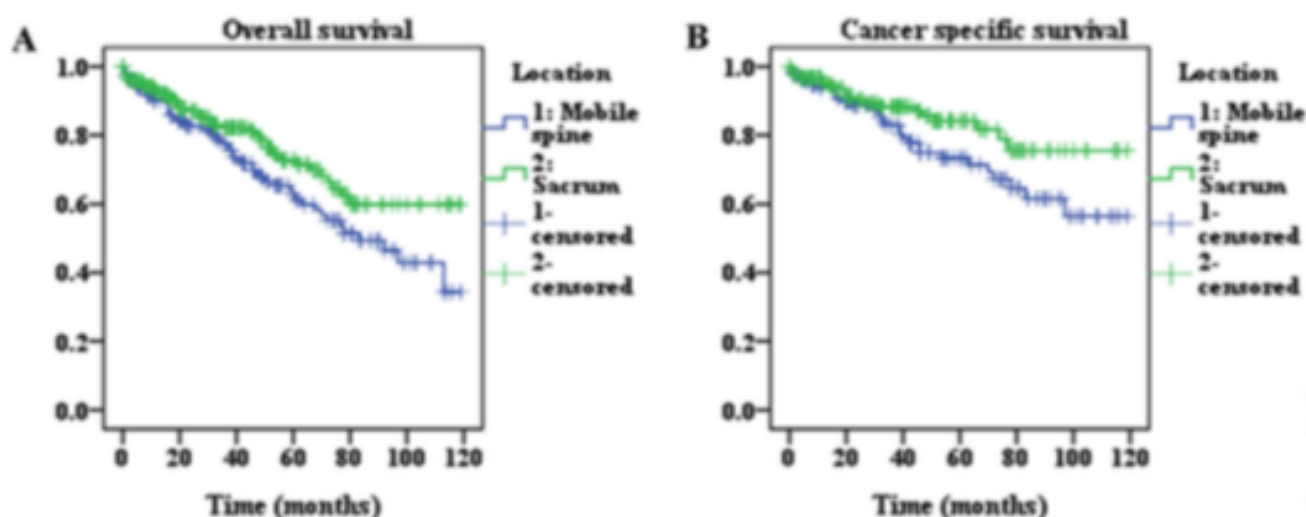 A
Overall survival
1.0
0.8
0.6
0.4
0.2
0.0
0 20 40 60 80 100 120
Time (months)
Location
1: Mobile
spine
2:
Sacrum
1-
censored
2-
censored
B
Cancer specific survival
1.0
0.8
0.6
0.4
0.2
0.0
0 20 40 60 80 100 120
Time (months)
Location
1: Mobile
spine
2:
Sacrum
1-
censored
2-
censored